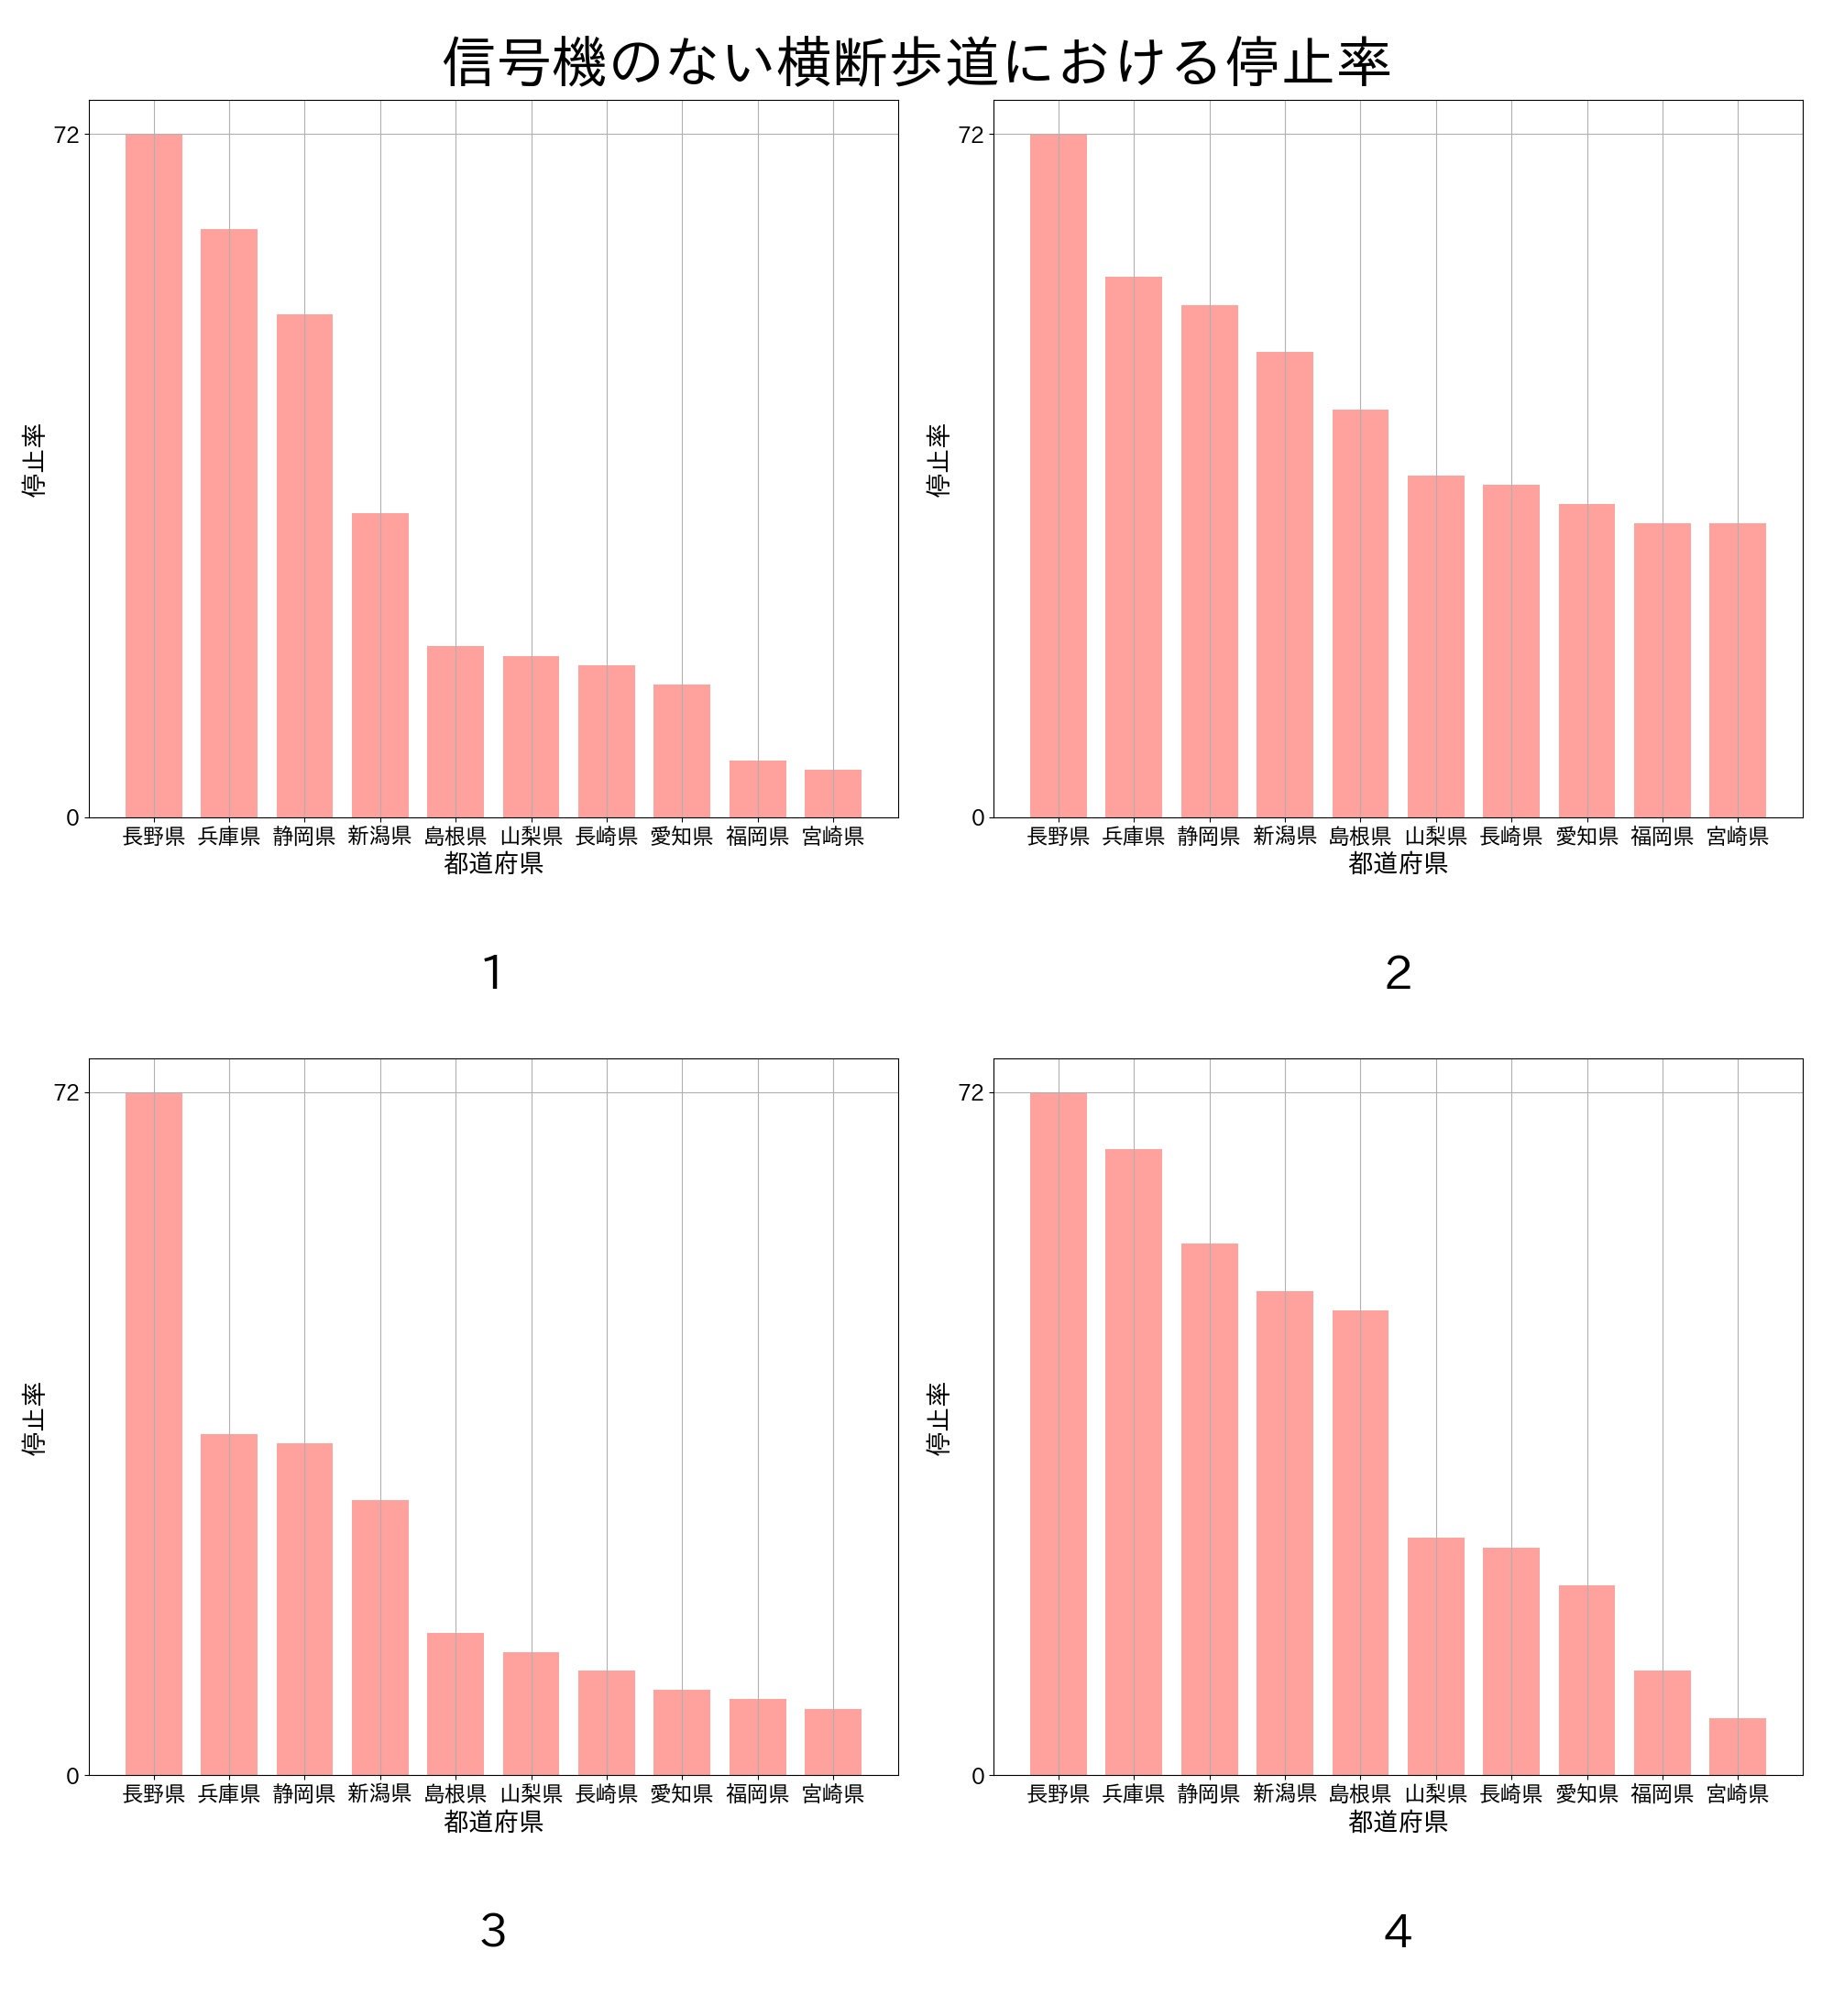 信号機のない横断歩道における停止率
72
0
停止率
長野県 兵庫県 静岡県 新潟県 島根県 山梨県 長崎県 愛知県 福岡県 宮崎県
都道府県
1
72
0
停止率
長野県 兵庫県 静岡県 新潟県 島根県 山梨県 長崎県 愛知県 福岡県 宮崎県
都道府県
2
72
0
停止率
長野県 兵庫県 静岡県 新潟県 島根県 山梨県 長崎県 愛知県 福岡県 宮崎県
都道府県
3
72
0
停止率
長野県 兵庫県 静岡県 新潟県 島根県 山梨県 長崎県 愛知県 福岡県 宮崎県
都道府県
4